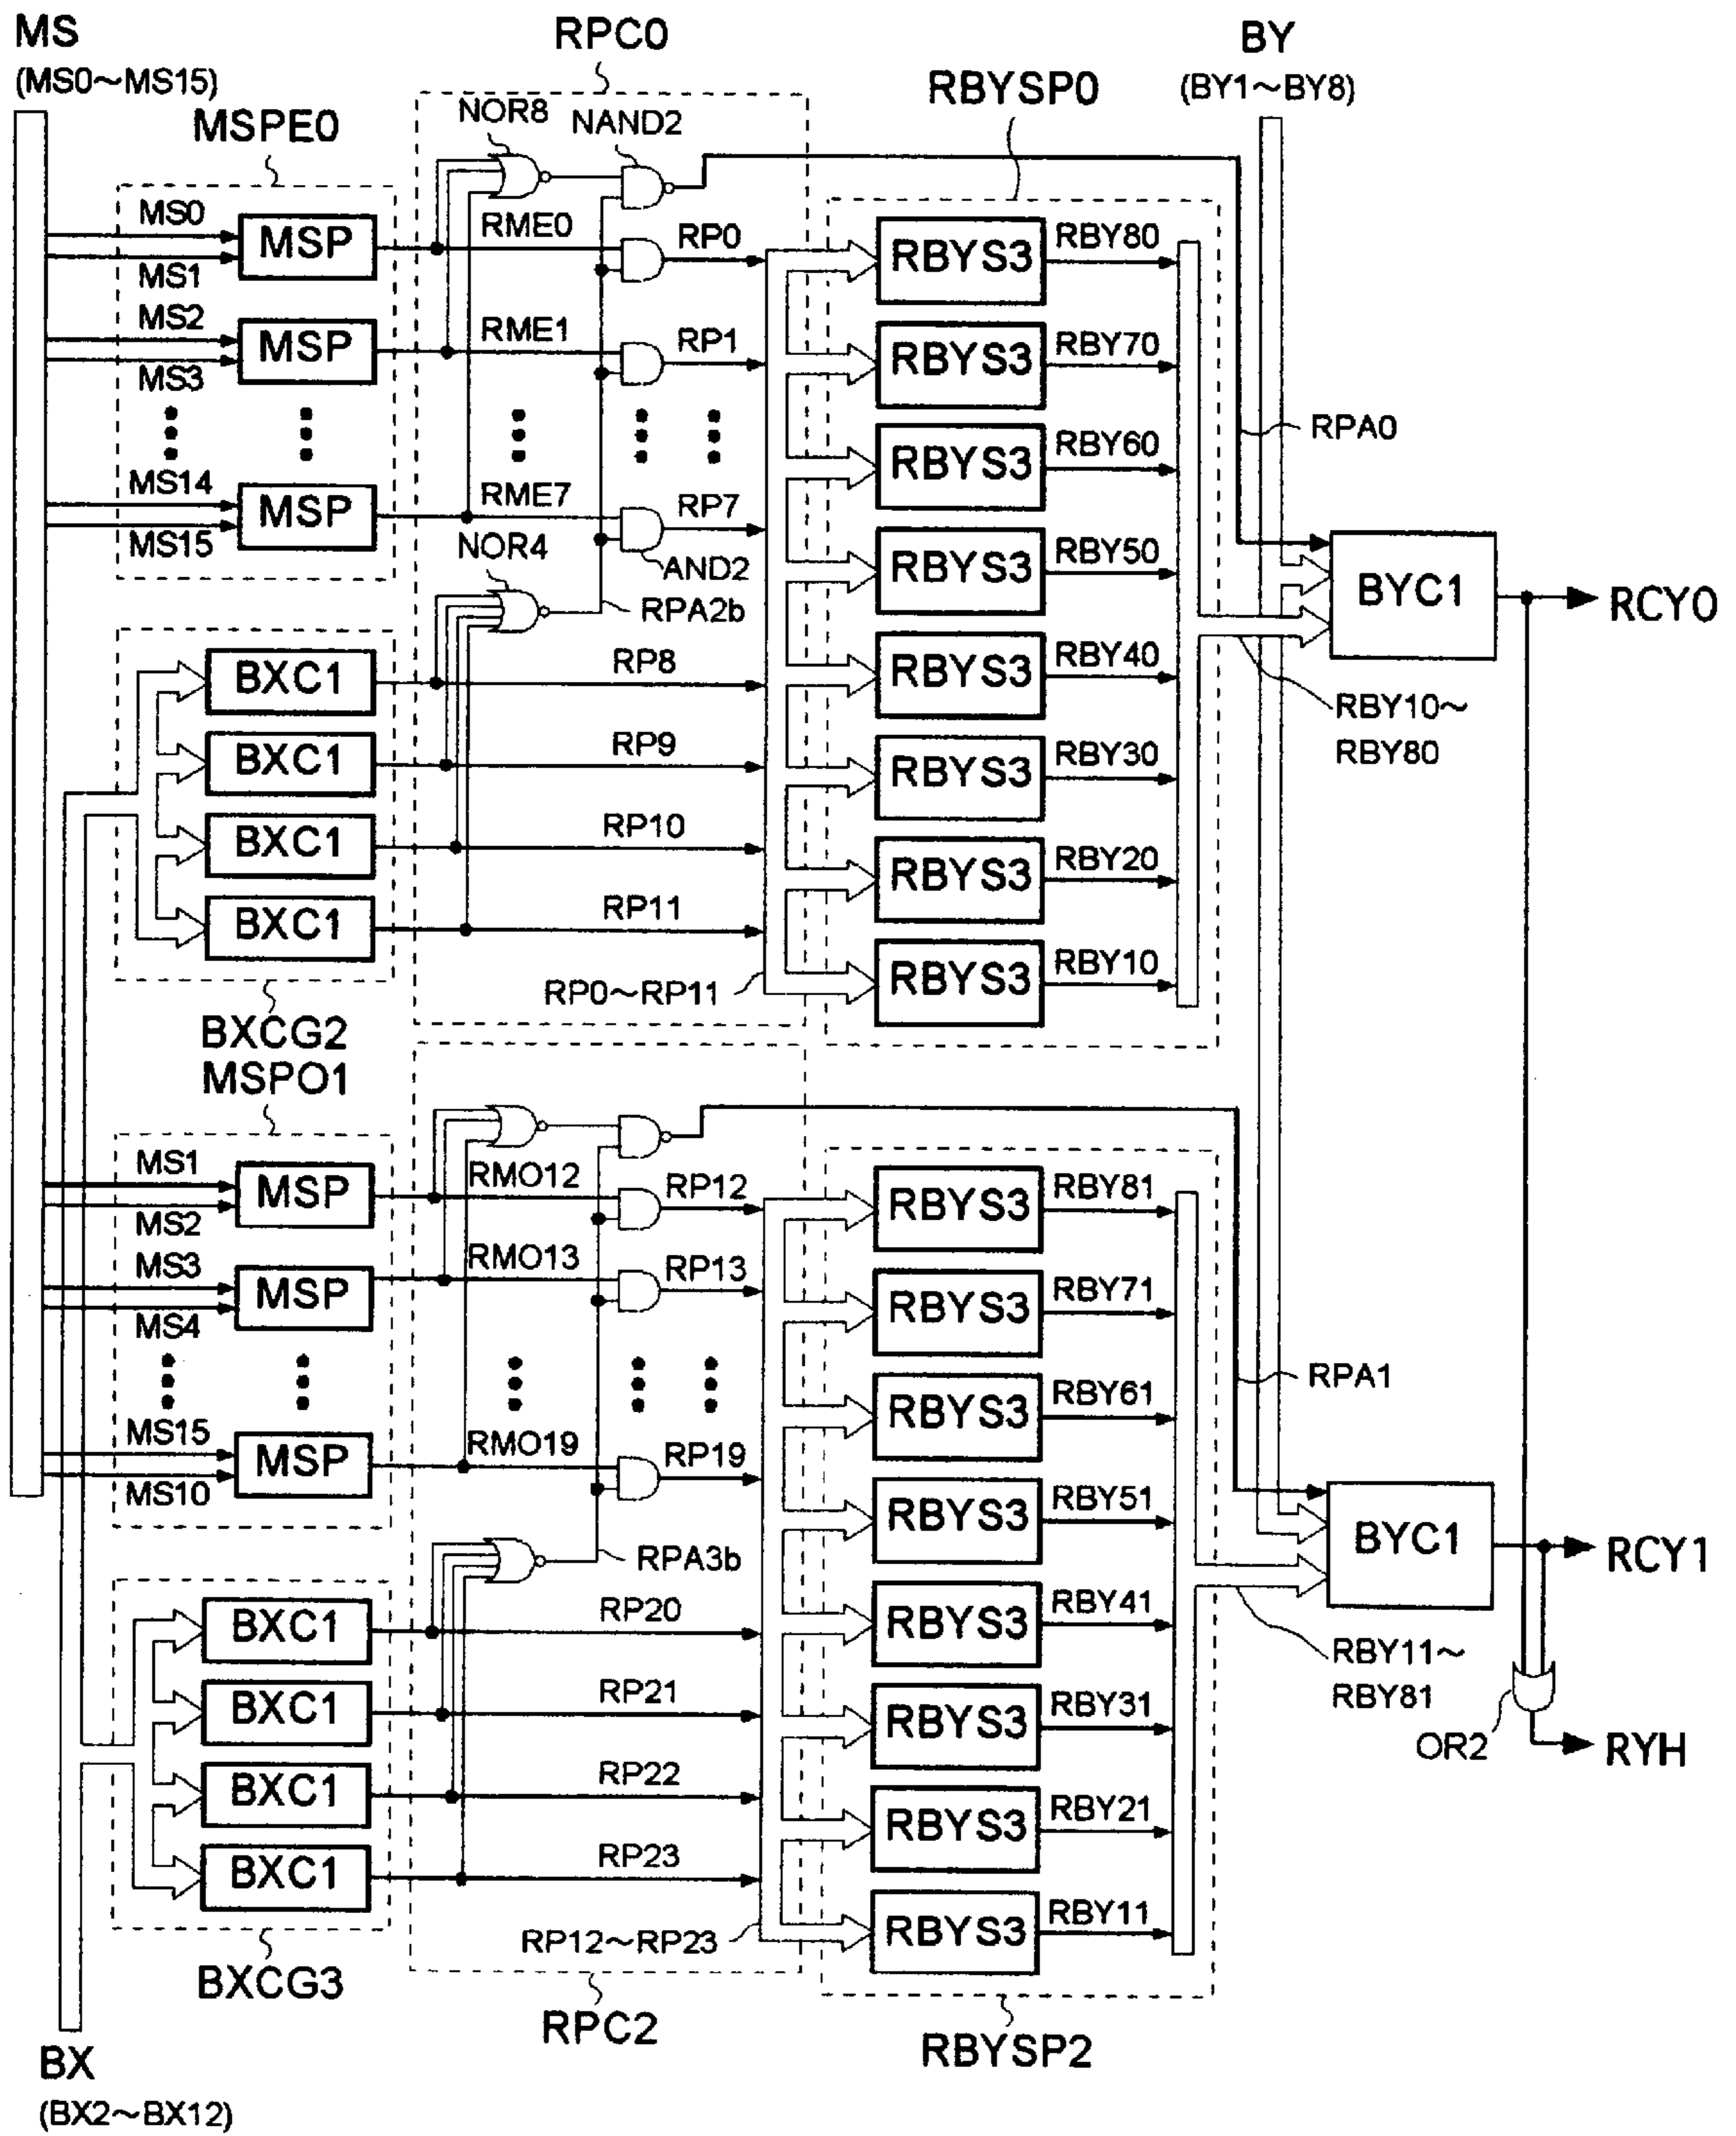 MS
(MS0~MS15)
MSPE0
RPC0
NOR8
NAND2
RBYSP0
BY
(BY1~BY8)
MS0
MS1
MSP
RME0
RP0
RBYS3
RBY80
MS2
MS3
MSP
RME1
RP1
RBYS3
RBY70
RBYS3
RBY60
RPA0
MS14
MS15
MSP
RME7
RP7
NOR4
AND2
RPA2b
RBYS3
RBY50
BYC1
RCY0
BXC1
RP8
RBYS3
RBY40
RBY10~
RBY80
BXC1
RP9
RBYS3
RBY30
BXC1
RP10
RBYS3
RBY20
BXC1
RP11
RP0~RP11
RBYS3
RBY10
BXCG2
MSPO1
MS1
MS2
MSP
RMO12
RP12
RBYS3
RBY81
MS3
MS4
MSP
RMO13
RP13
RBYS3
RBY71
RBYS3
RBY61
RPA1
MS15
MS10
MSP
RMO19
RP19
RBYS3
RBY51
RPA3b
BYC1
RCY1
BXC1
RP20
RBYS3
RBY41
RBY11~
RBY81
BXC1
RP21
RBYS3
RBY31
OR2
RYH
BXC1
RP22
RBYS3
RBY21
BXC1
RP23
RP12~RP23
RBYS3
RBY11
BXCG3
RPC2
RBYSP2
BX
(BX2~BX12)